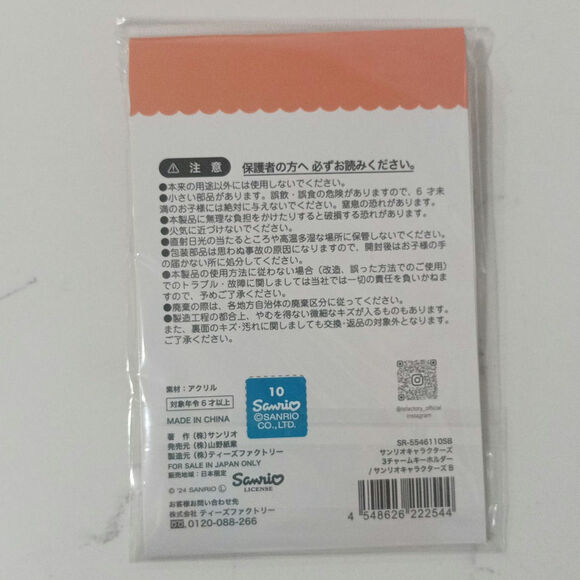 注 意 保護者の方へ 必ずお読みください。
●本来の用途以外には使用しないでください。
●小さい部品があります。誤飲・誤食の危険がありますので、6 才未
満のお子様には絶対に与えないでください。窒息の恐れがあります。
●本製品に無理な負担をかけたりすると破損する恐れがあります。
●火気に近づけないでください。
●直射日光の当たるところや高温多湿な場所に保管しないでください。
●包装部品は思わぬ事故の原因になりますので、開封後はお子様の手
の届かない所に処分してください。
●本製品の使用方法に従わない場合（改造、誤った方法でのご使用）
でのトラブル・故障に関しましては当社では一切の責任を負いかねま
すので、予めご了承ください。
●廃棄の際は、各地方自治体の廃棄区分に従ってください。
●製造工程の都合上、やむを得ない微細なキズが入るものもあります。
また、裏面のキズ・汚れに関しましても交換・返品の対象外となります。
ご了承ください。
素材：アクリル
対象年令6才以上
MADE IN CHINA
著 作（株）サンリオ
発売元（株）山野紙業
製造元（株）ティーズファクトリー
FOR SALE IN JAPAN ONLY
販売地域：日本限定
© '24 SANRIO Ⓛ
Sanrio
LICENSE
お客様お問い合わせ先
株式会社 ティーズファクトリー
0120-088-266
10
Sanrio
©SANRIO
CO.,LTD.
@tsfactory_official
Instagram
SR-5546110SB
サンリオキャラクターズ
3チャームキーホルダー
/ サンリオキャラクターズ B
4 548626 222544